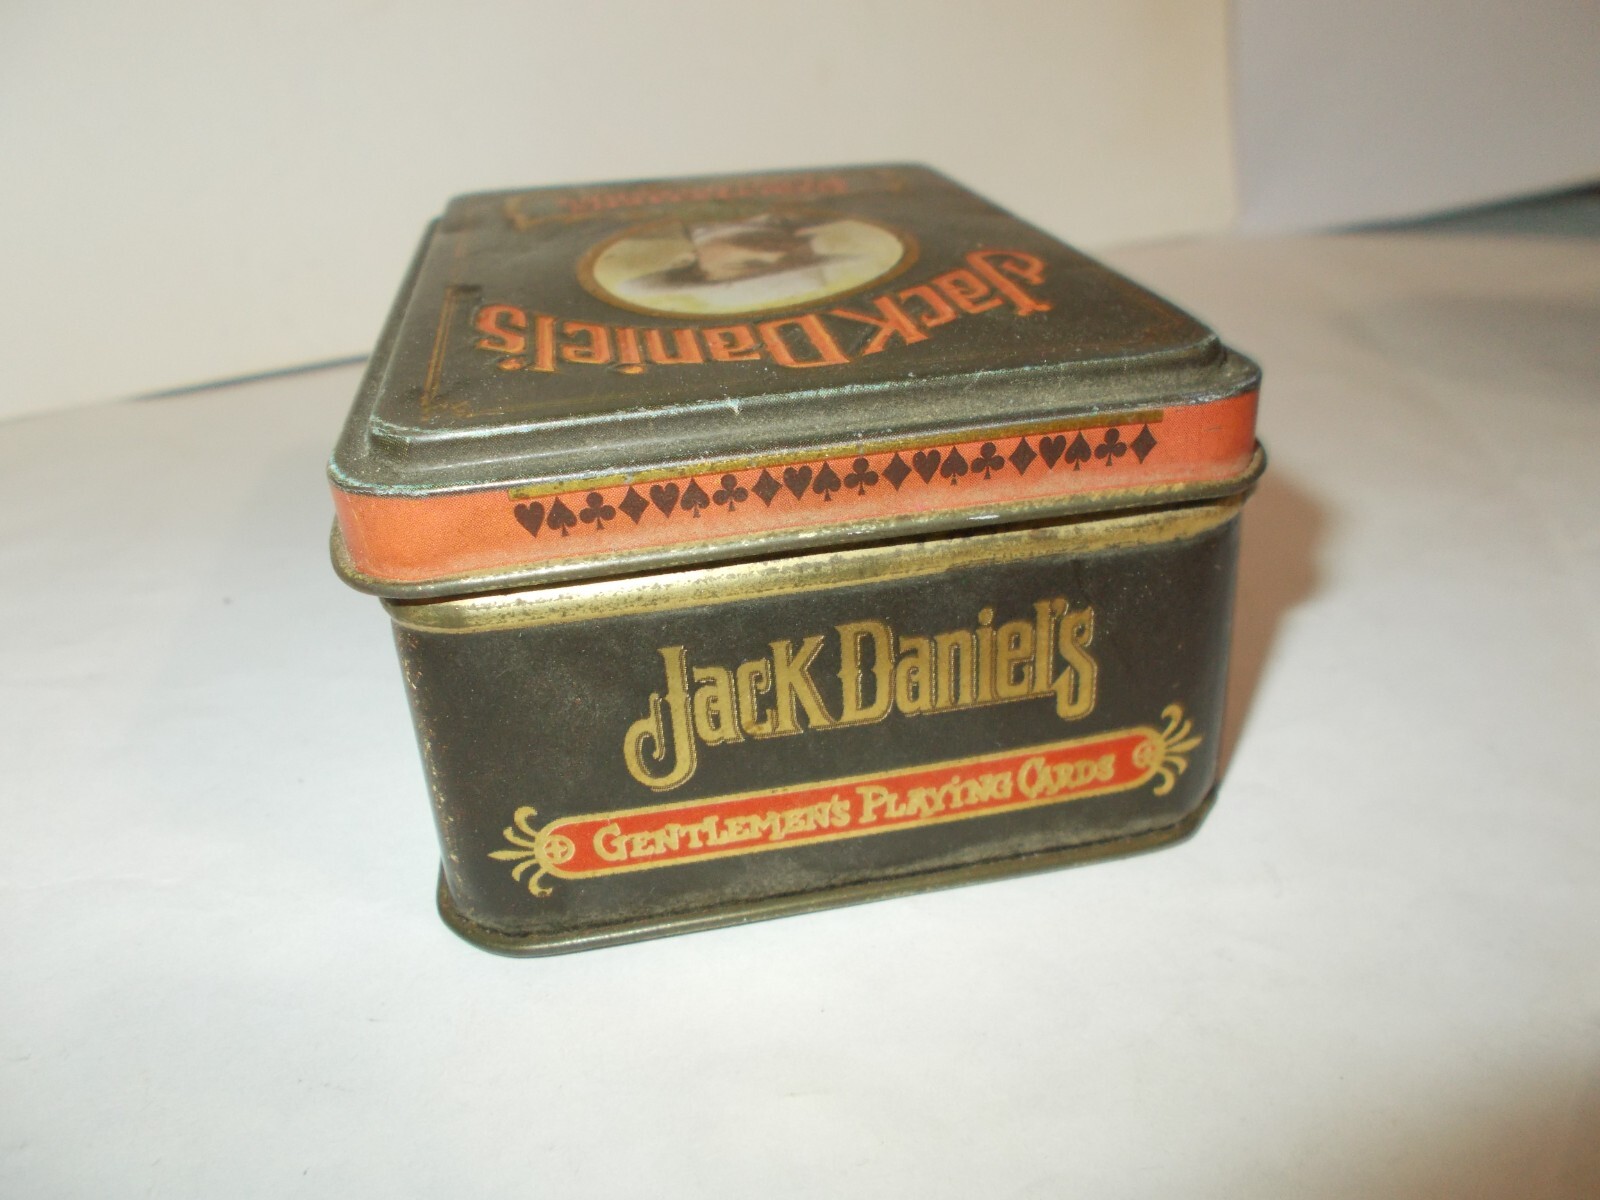 Jack Daniel's
Jack Daniel's
Gentlemen's Playing Cards